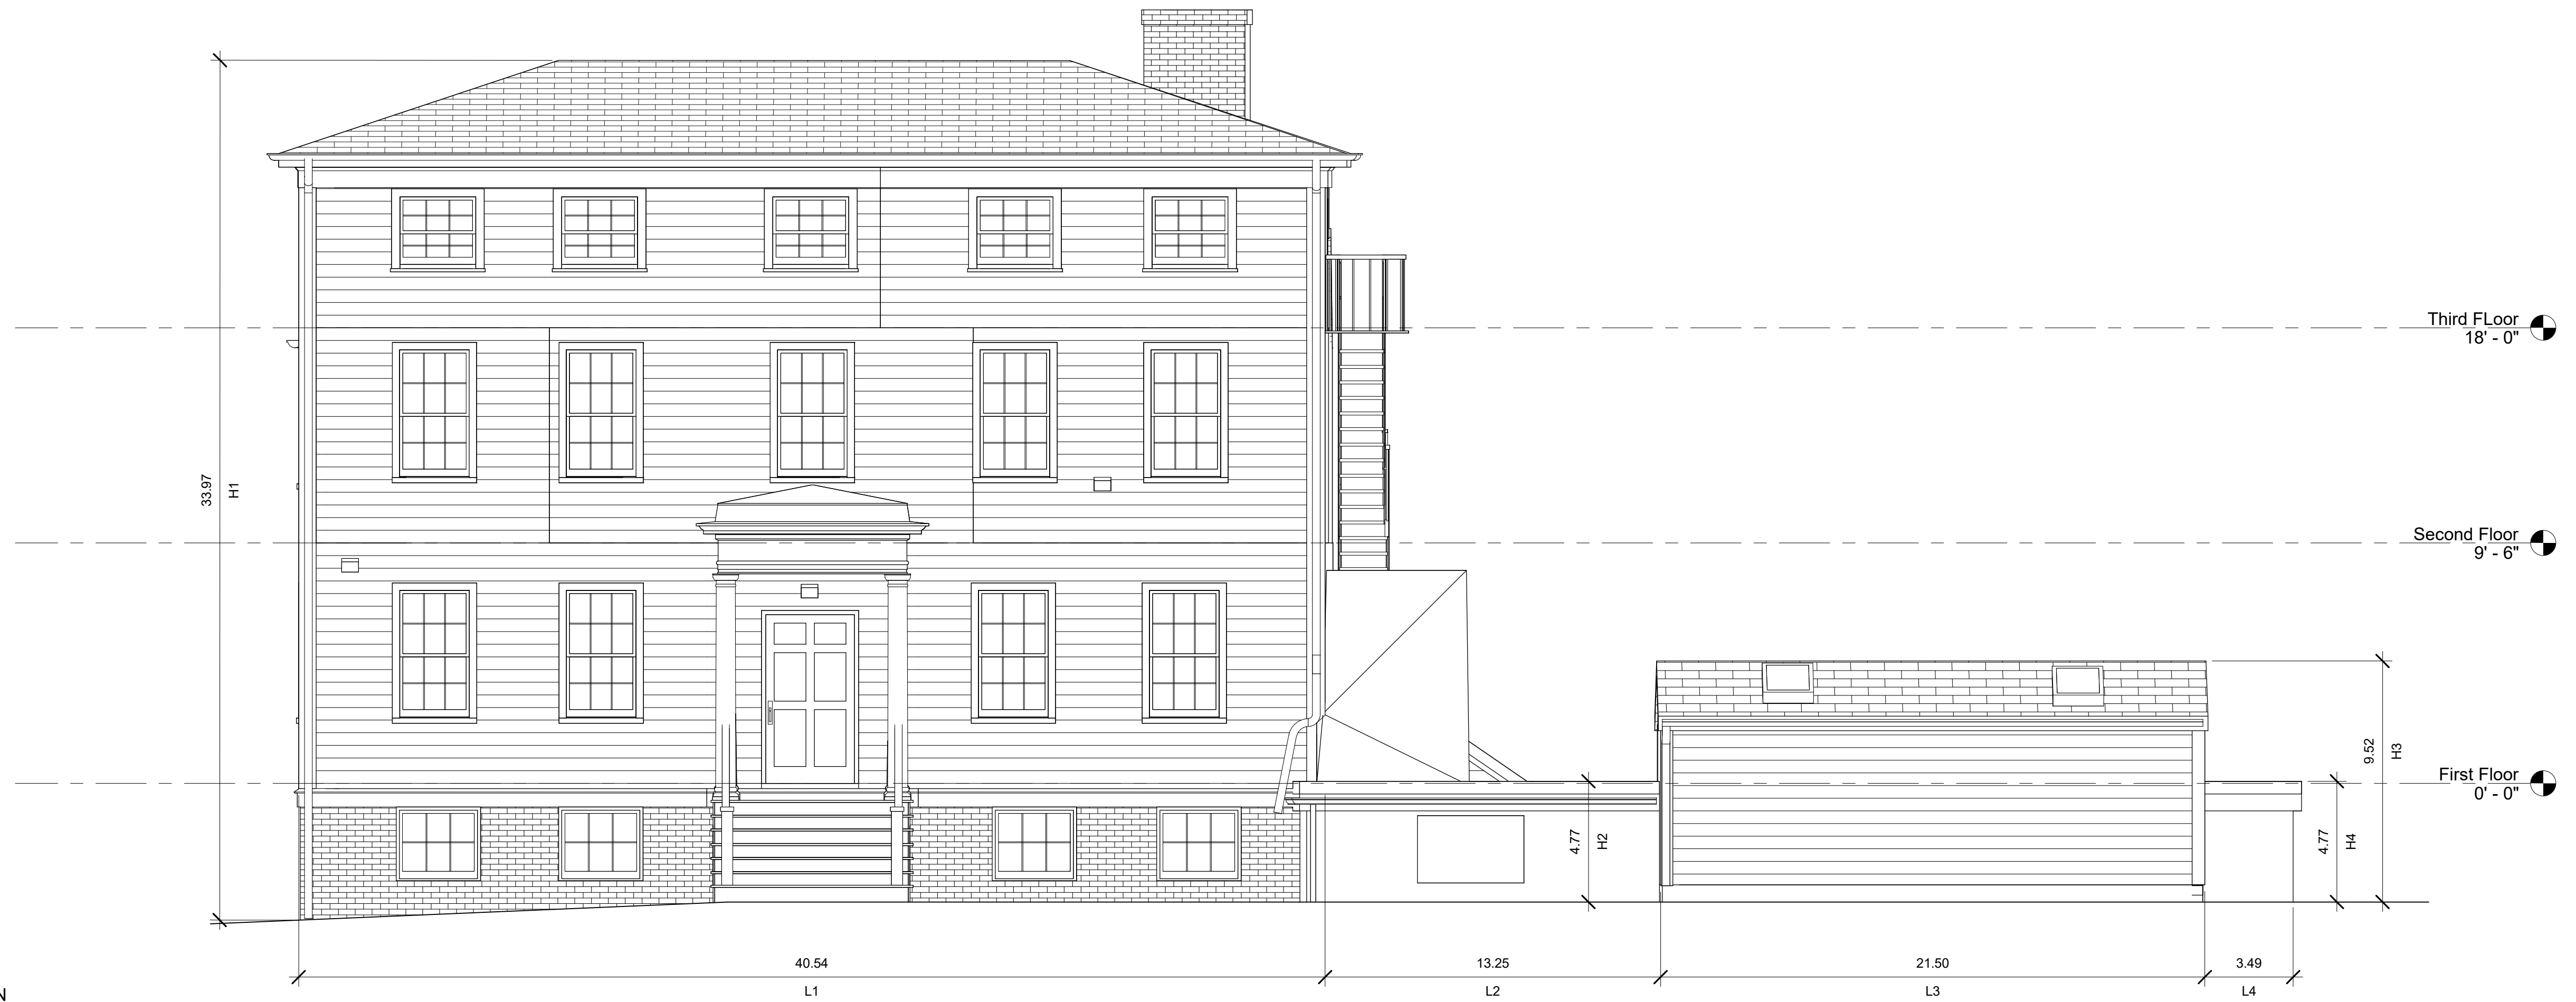 Third FLoor
18' - 0"
33.97
H1
Second Floor
9' - 6"
First Floor
0' - 0"
9.52
H3
4.77
H2
4.77
H4
40.54
13.25
21.50
3.49
L1
L2
L3
L4
N